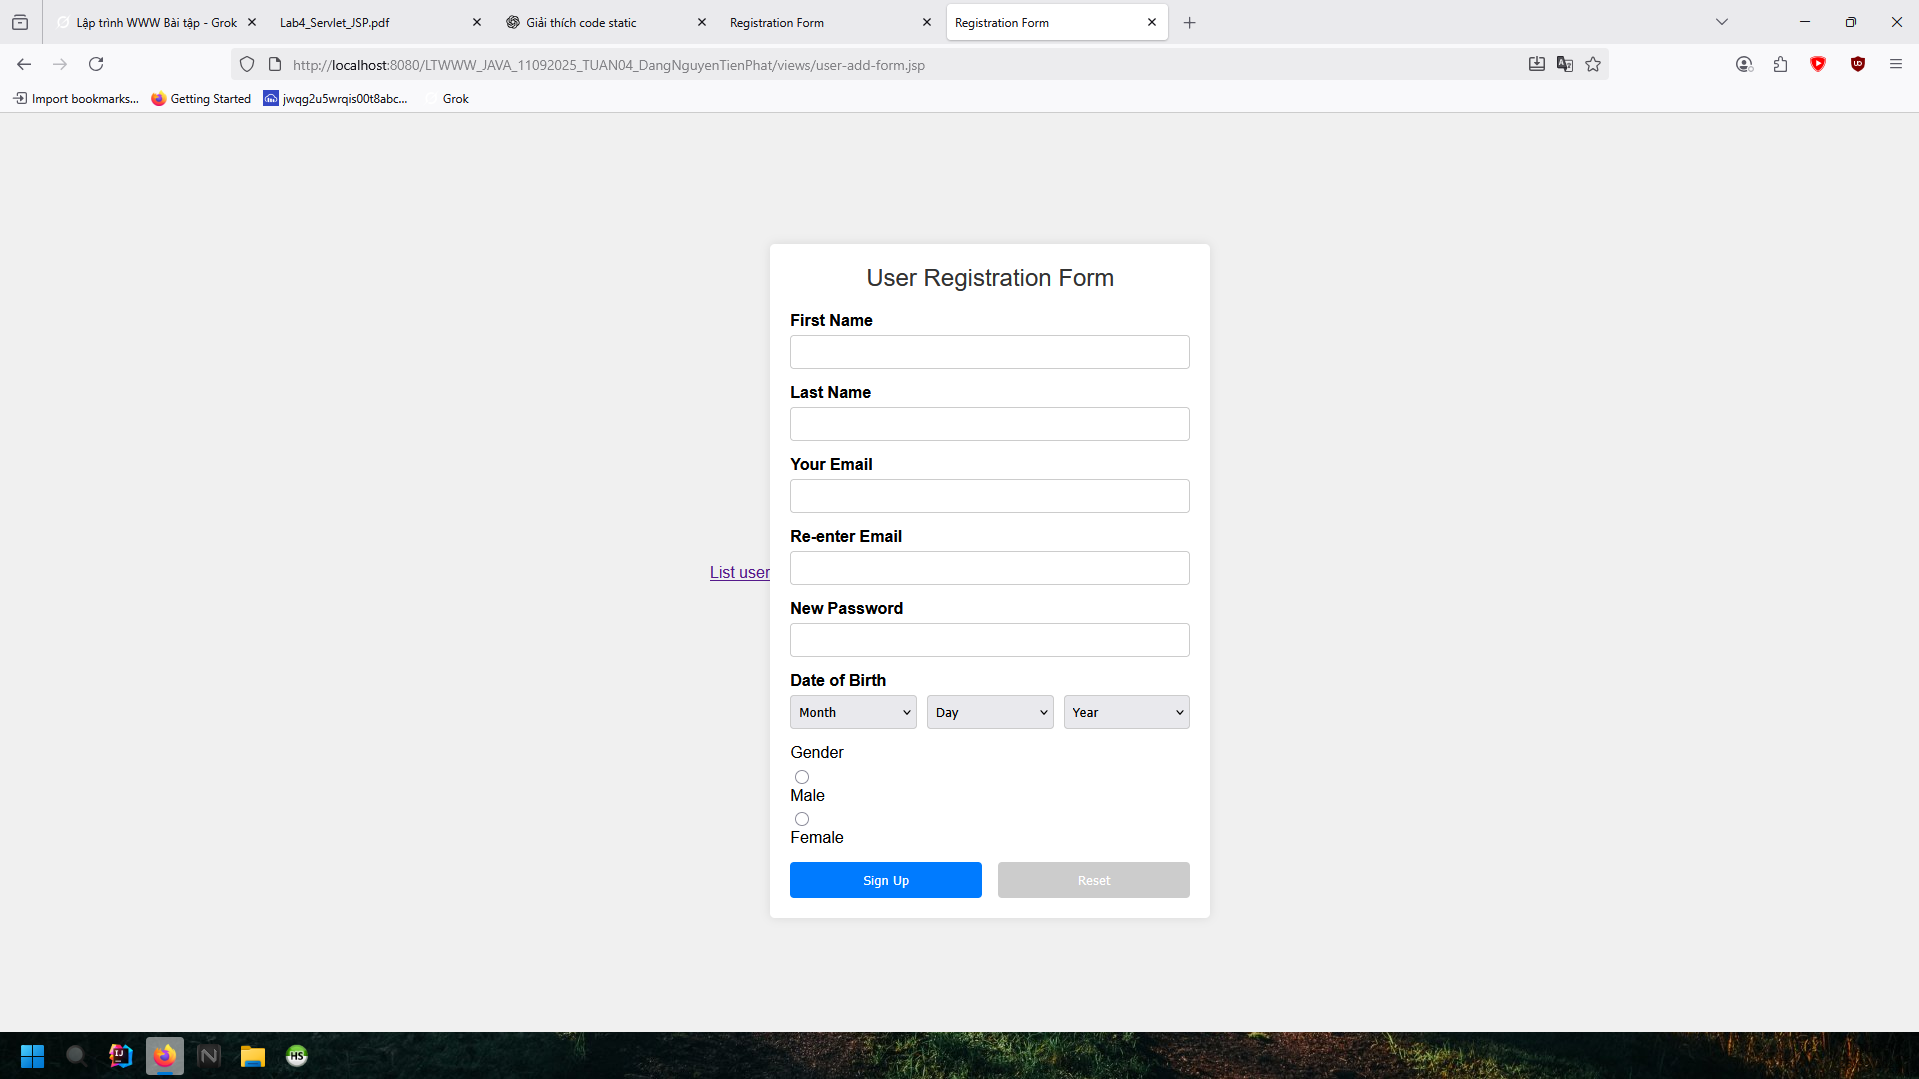 Lập trình WWW Bài tập - Grok
Lab4_Servlet_JSP.pdf
Giải thích code static
Registration Form
Registration Form
http://localhost:8080/LTWWW_JAVA_11092025_TUAN04_DangNguyenTienPhat/views/user-add-form.jsp
Import bookmarks...
Getting Started
jwqg2u5wrqis00t8abc...
Grok
User Registration Form
First Name
Last Name
Your Email
Re-enter Email
List user
New Password
Date of Birth
Month
Day
Year
Gender
Male
Female
Sign Up
Reset
IJ
N
HS